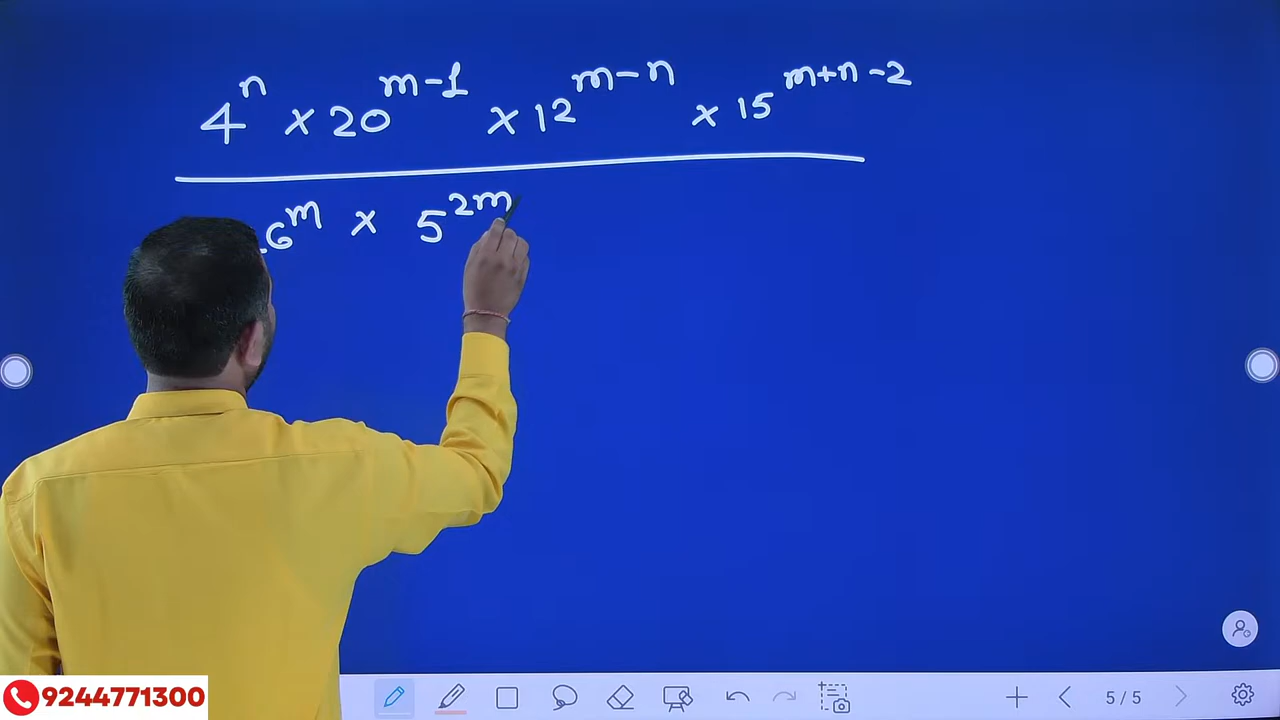 4^n × 20^(m-1) × 12^(m-n) × 15^(m+n-2)
6^m × 5^(2m
5/5
9244771300